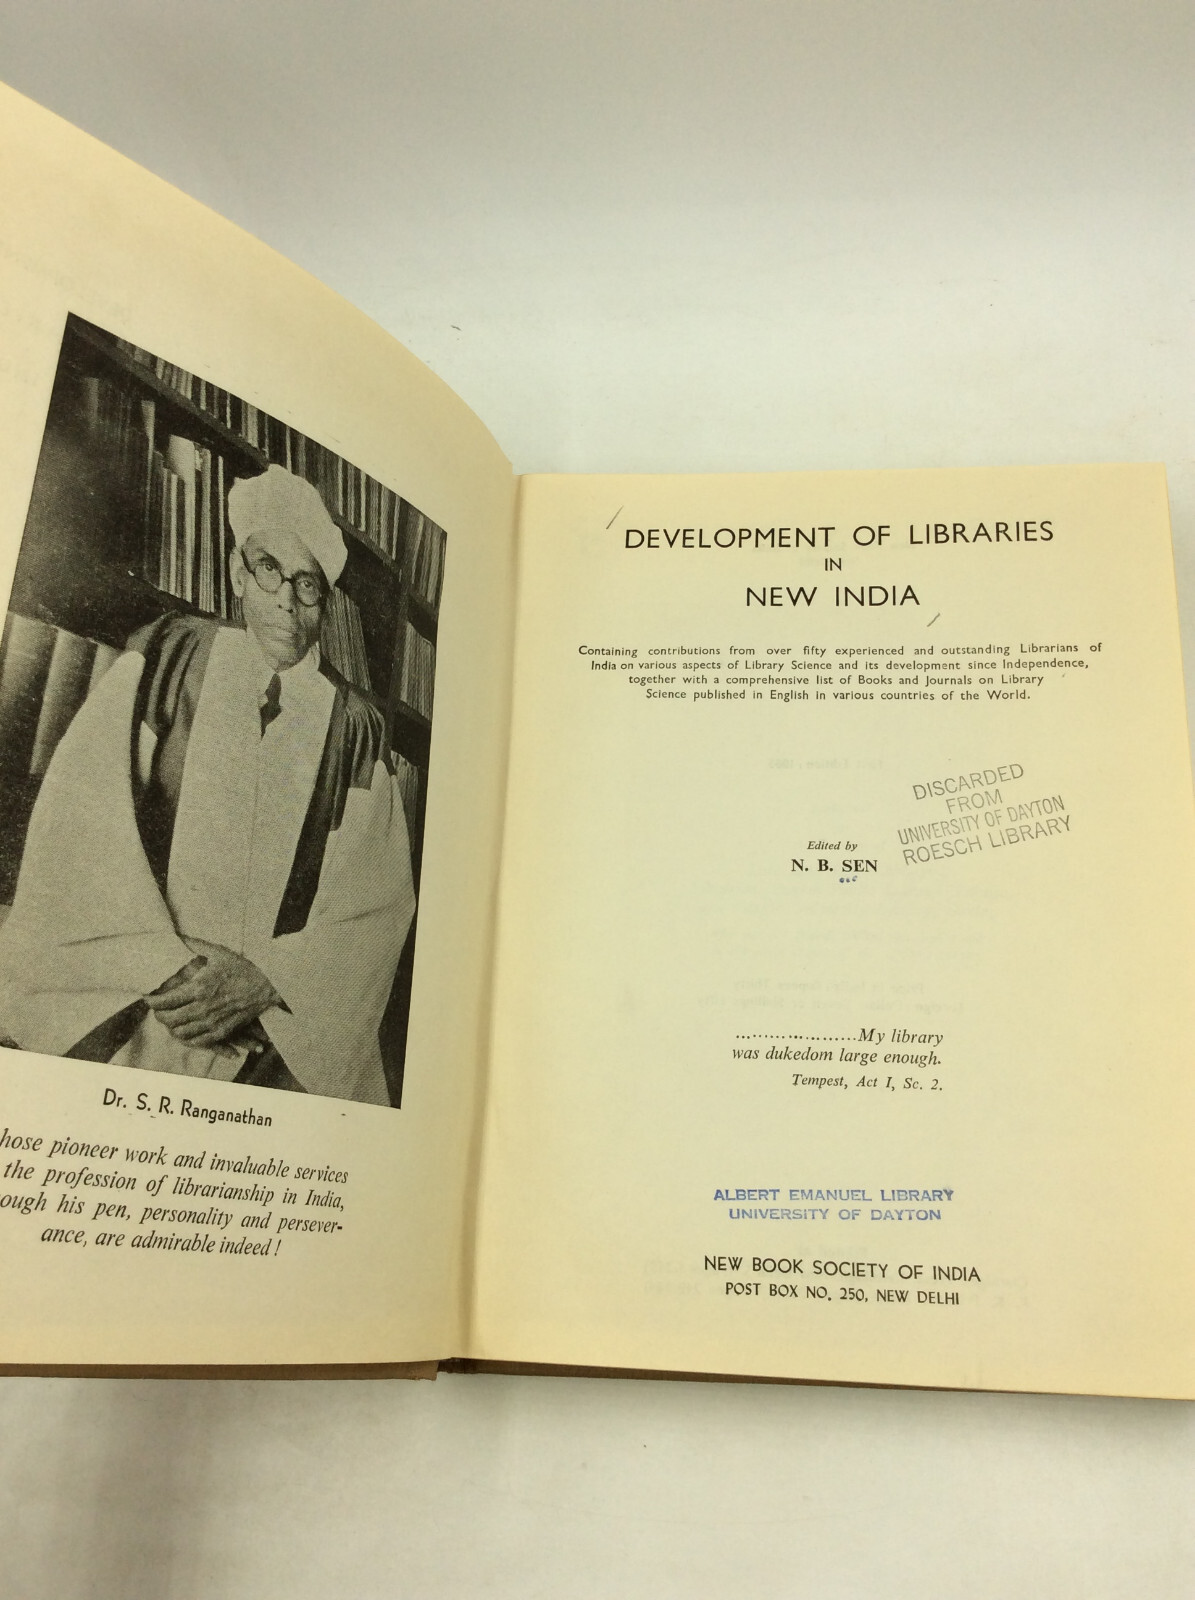 Dr. S. R. Ranganathan
hose pioneer work and invaluable services
the profession of librarianship in India,
ough his pen, personality and persever-
ance, are admirable indeed !
DEVELOPMENT OF LIBRARIES
IN
NEW INDIA
Containing contributions from over fifty experienced and outstanding Librarians of
India on various aspects of Library Science and its development since Independence,
together with a comprehensive list of Books and Journals on Library
Science published in English in various countries of the World.
DISCARDED
FROM
UNIVERSITY OF DAYTON
ROESCH LIBRARY
Edited by
N. B. SEN
......................My library
was dukedom large enough.
Tempest, Act I, Sc. 2.
ALBERT EMANUEL LIBRARY
UNIVERSITY OF DAYTON
NEW BOOK SOCIETY OF INDIA
POST BOX NO. 250, NEW DELHI